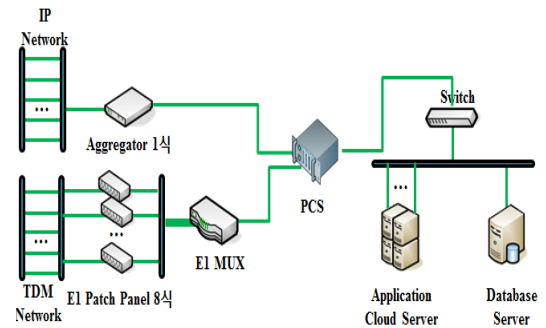 IP
Network
...
Aggregator 1식
PCS
Switch
...
...
E1 MUX
...
TDM
Network
E1 Patch Panel 8식
Application
Cloud Server
Database
Server